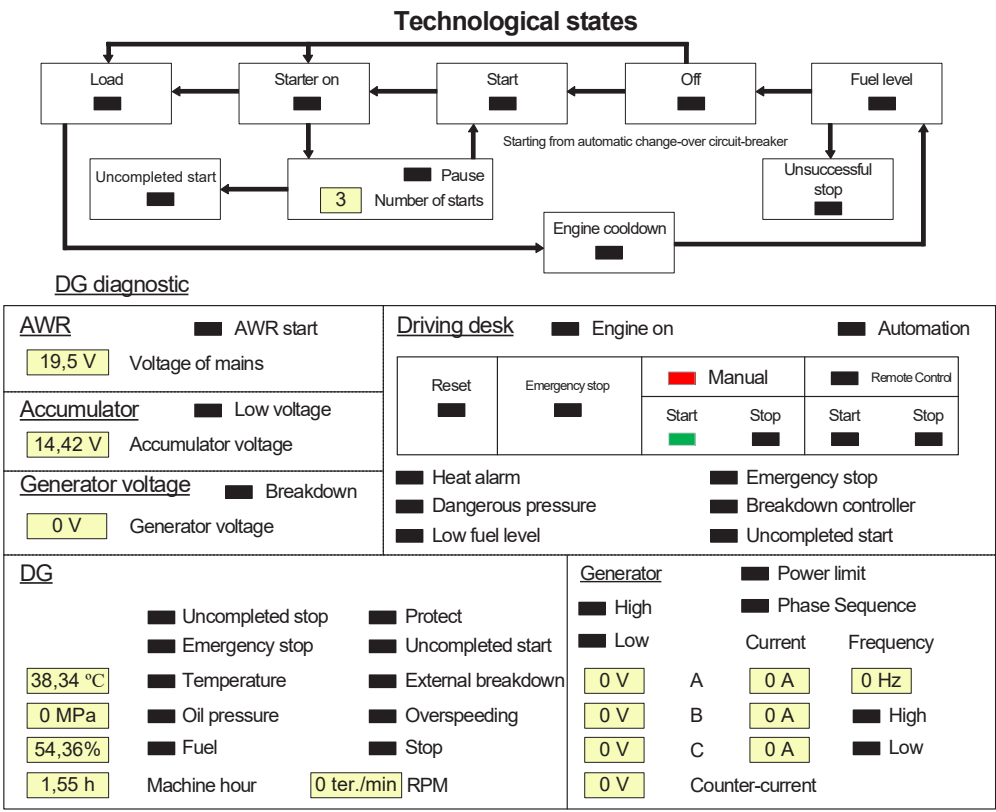 Technological states
Load
Starter on
Start
Off
Fuel level
Starting from automatic change-over circuit-breaker
Uncompleted start
Pause
3 Number of starts
Unsuccessful
stop
Engine cooldown
DG diagnostic
AWR
AWR start
19,5 V Voltage of mains
Accumulator
Low voltage
14,42 V Accumulator voltage
Generator voltage
Breakdown
0 V Generator voltage
Driving desk
Engine on
Automation
Reset
Emergency stop
Manual
Remote Control
Start
Stop
Start
Stop
Heat alarm
Emergency stop
Dangerous pressure
Breakdown controller
Low fuel level
Uncompleted start
DG
Uncompleted stop
Protect
Emergency stop
Uncompleted start
38,34 ºC Temperature
External breakdown
0 MPa Oil pressure
Overspeeding
54,36% Fuel
Stop
1,55 h Machine hour
0 ter./min RPM
Generator
Power limit
High
Phase Sequence
Low
Current
Frequency
0 V A 0 A 0 Hz
0 V B 0 A High
0 V C 0 A Low
0 V Counter-current